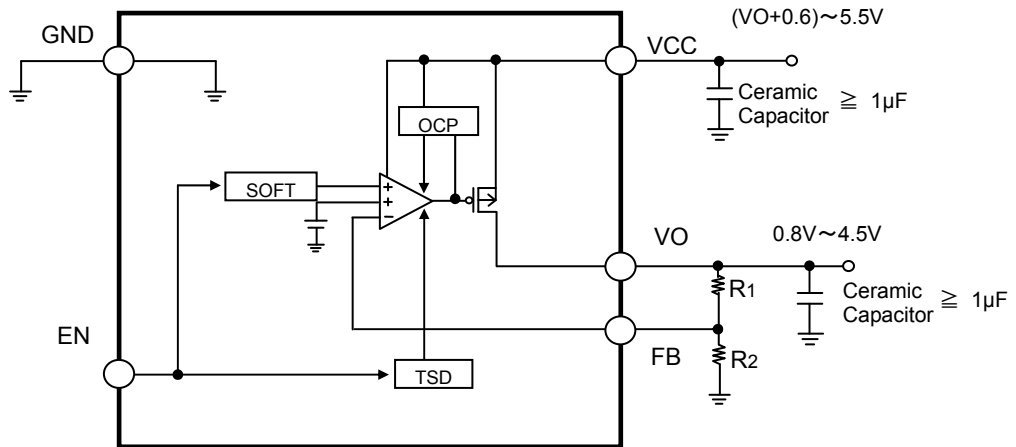 GND
(VO+0.6)～5.5V
VCC
Ceramic
Capacitor ≧ 1µF
OCP
SOFT
+
+
−
VO
0.8V～4.5V
R1
Ceramic
Capacitor ≧ 1µF
EN
FB
R2
TSD